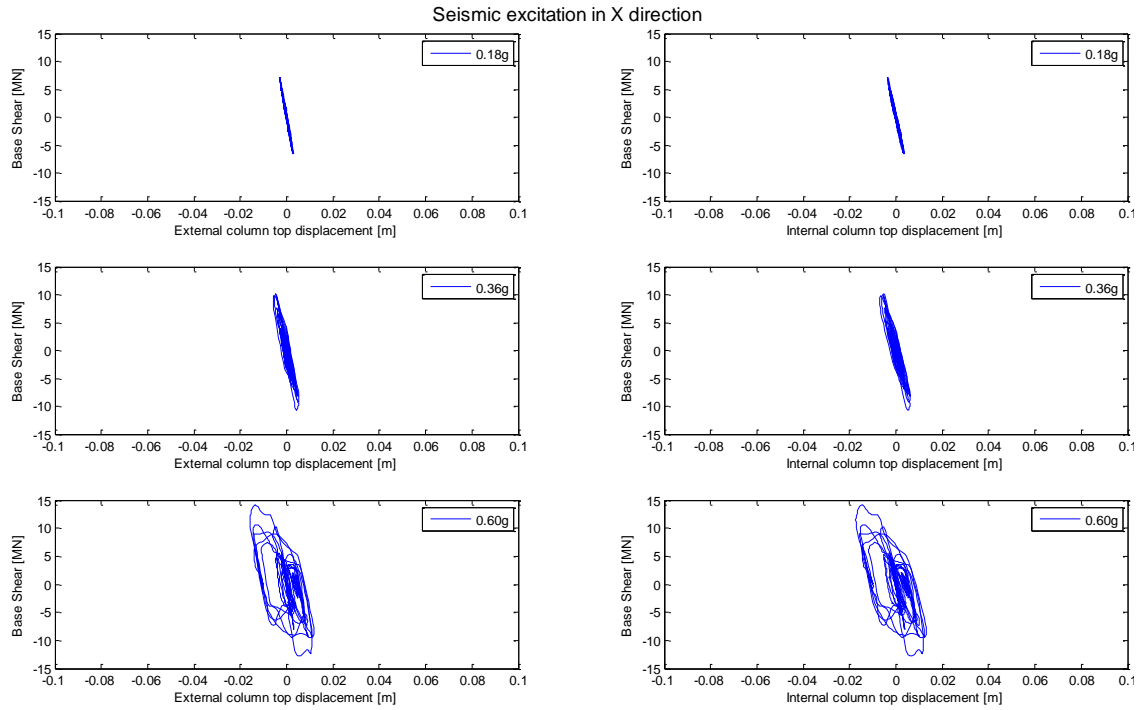 Seismic excitation in X direction
15
10
5
0
-5
-10
-15
Base Shear [MN]
0.18g
-0.1 -0.08 -0.06 -0.04 -0.02 0 0.02 0.04 0.06 0.08 0.1
External column top displacement [m]
15
10
5
0
-5
-10
-15
Base Shear [MN]
0.18g
-0.1 -0.08 -0.06 -0.04 -0.02 0 0.02 0.04 0.06 0.08 0.1
Internal column top displacement [m]
15
10
5
0
-5
-10
-15
Base Shear [MN]
0.36g
-0.1 -0.08 -0.06 -0.04 -0.02 0 0.02 0.04 0.06 0.08 0.1
External column top displacement [m]
15
10
5
0
-5
-10
-15
Base Shear [MN]
0.36g
-0.1 -0.08 -0.06 -0.04 -0.02 0 0.02 0.04 0.06 0.08 0.1
Internal column top displacement [m]
15
10
5
0
-5
-10
-15
Base Shear [MN]
0.60g
-0.1 -0.08 -0.06 -0.04 -0.02 0 0.02 0.04 0.06 0.08 0.1
External column top displacement [m]
15
10
5
0
-5
-10
-15
Base Shear [MN]
0.60g
-0.1 -0.08 -0.06 -0.04 -0.02 0 0.02 0.04 0.06 0.08 0.1
Internal column top displacement [m]